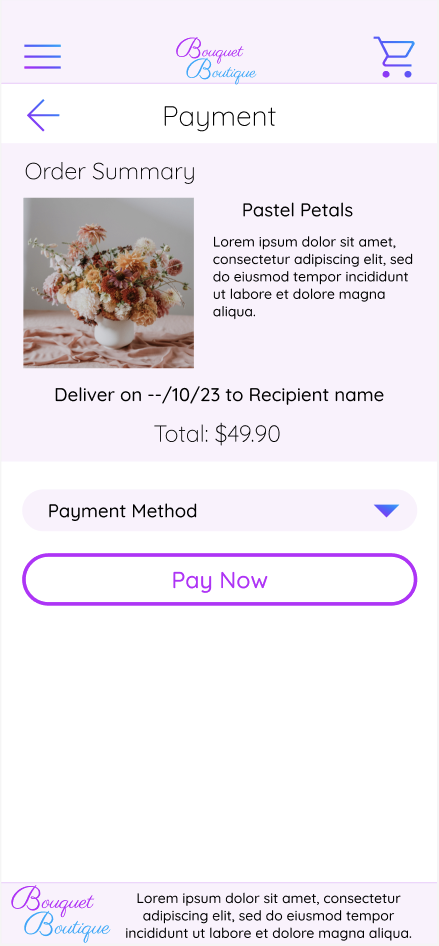 Bouquet
Boutique
Payment
Order Summary
Pastel Petals
Lorem ipsum dolor sit amet,
consectetur adipiscing elit, sed
do eiusmod tempor incididunt
ut labore et dolore magna
aliqua.
Deliver on --/10/23 to Recipient name
Total: $49.90
Payment Method
Pay Now
Bouquet
Boutique
Lorem ipsum dolor sit amet, consectetur
adipiscing elit, sed do eiusmod tempor
incididunt ut labore et dolore magna aliqua.